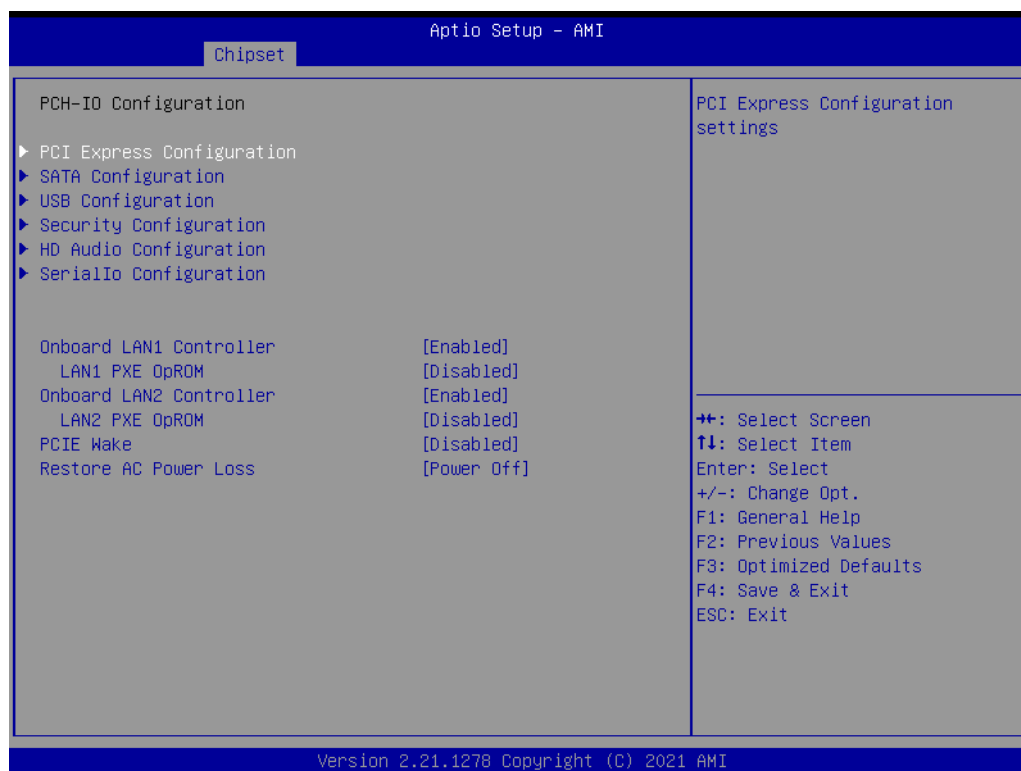 Aptio Setup – AMI
Chipset
PCH-IO Configuration
▶ PCI Express Configuration
▶ SATA Configuration
▶ USB Configuration
▶ Security Configuration
▶ HD Audio Configuration
▶ SerialIo Configuration
Onboard LAN1 Controller [Enabled]
LAN1 PXE OpROM [Disabled]
Onboard LAN2 Controller [Enabled]
LAN2 PXE OpROM [Disabled]
PCIE Wake [Disabled]
Restore AC Power Loss [Power Off]
PCI Express Configuration
settings
→←: Select Screen
↑↓: Select Item
Enter: Select
+/-: Change Opt.
F1: General Help
F2: Previous Values
F3: Optimized Defaults
F4: Save & Exit
ESC: Exit
Version 2.21.1278 Copyright (C) 2021 AMI